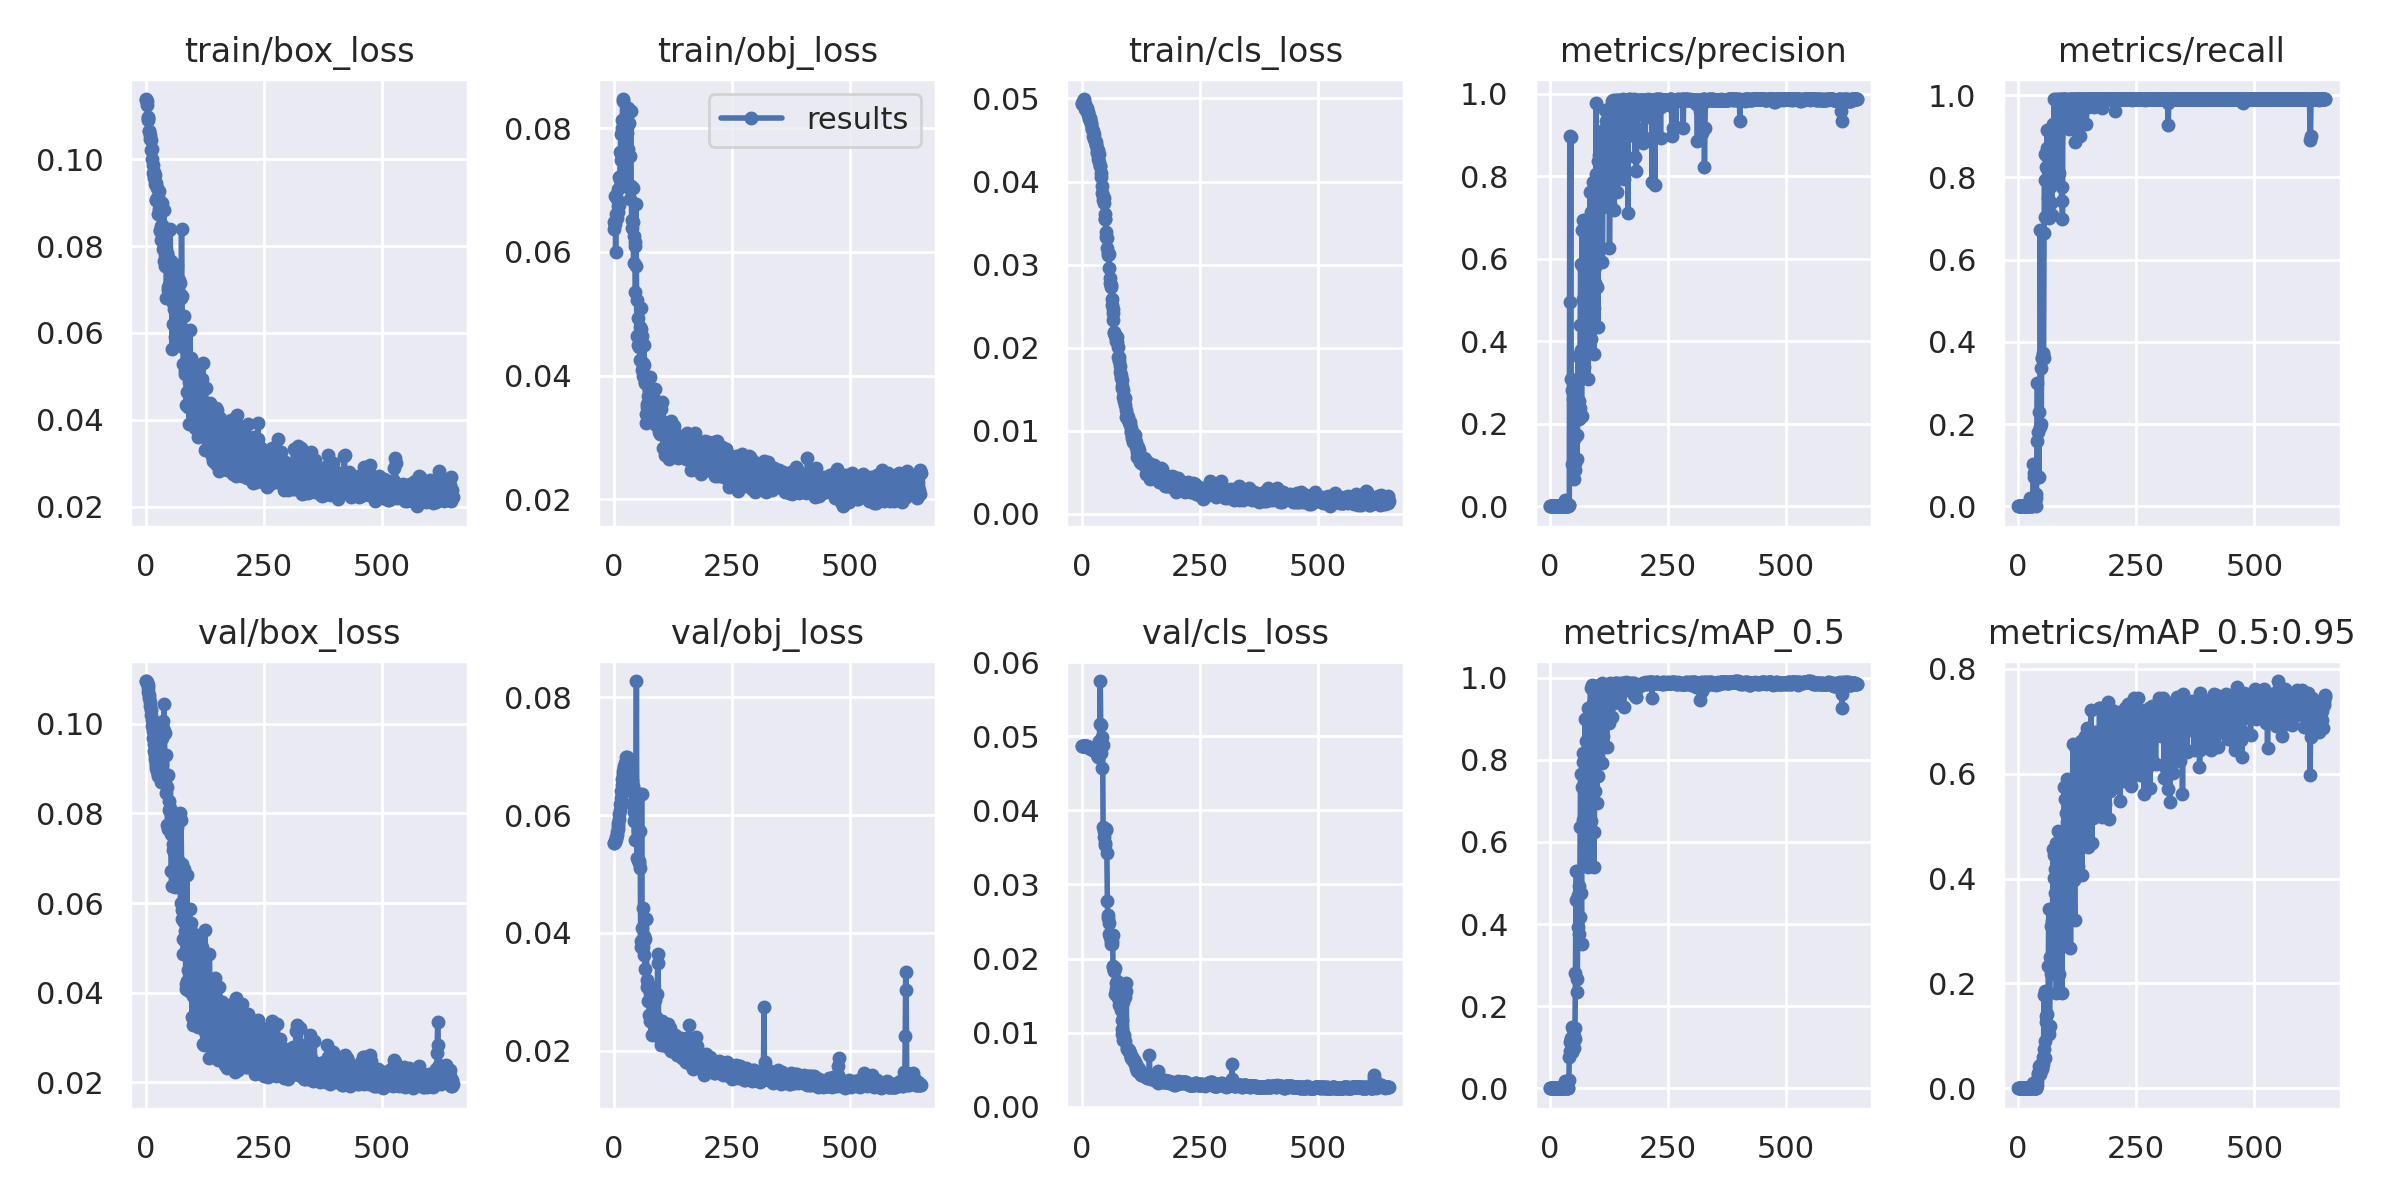 train/box_loss
train/obj_loss
train/cls_loss
metrics/precision
metrics/recall
results
0.10
0.08
0.06
0.04
0.02
0 250 500
0.08
0.06
0.04
0.02
0 250 500
0.05
0.04
0.03
0.02
0.01
0.00
0 250 500
1.0
0.8
0.6
0.4
0.2
0.0
0 250 500
1.0
0.8
0.6
0.4
0.2
0.0
0 250 500
val/box_loss
val/obj_loss
val/cls_loss
metrics/mAP_0.5
metrics/mAP_0.5:0.95
0.10
0.08
0.06
0.04
0.02
0 250 500
0.08
0.06
0.04
0.02
0 250 500
0.06
0.05
0.04
0.03
0.02
0.01
0.00
0 250 500
1.0
0.8
0.6
0.4
0.2
0.0
0 250 500
0.8
0.6
0.4
0.2
0.0
0 250 500